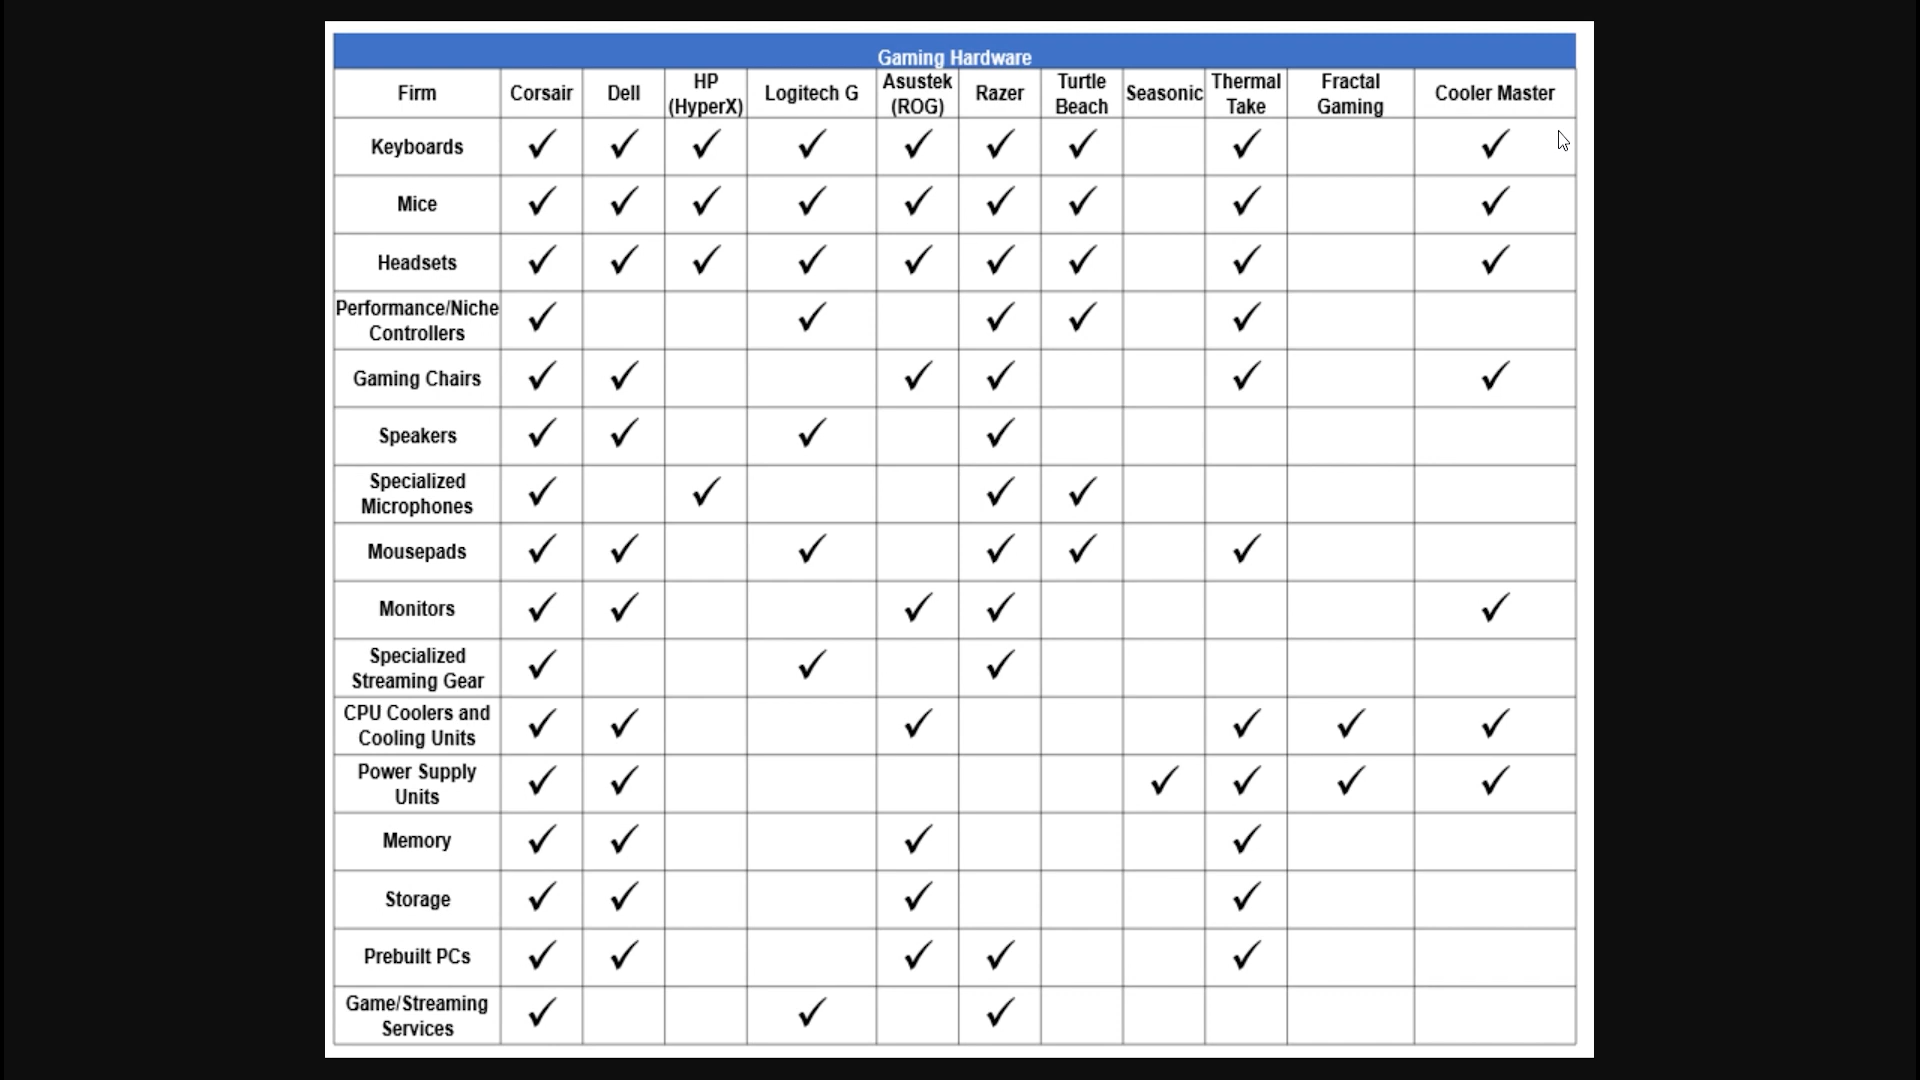 Gaming Hardware
Firm Corsair Dell HP (HyperX) Logitech G Asustek (ROG) Razer Turtle Beach Seasonic Thermal Take Fractal Gaming Cooler Master
Keyboards ✓ ✓ ✓ ✓ ✓ ✓ ✓ ✓ ✓
Mice ✓ ✓ ✓ ✓ ✓ ✓ ✓ ✓ ✓
Headsets ✓ ✓ ✓ ✓ ✓ ✓ ✓ ✓ ✓
Performance/Niche
Controllers ✓ ✓ ✓ ✓ ✓
Gaming Chairs ✓ ✓ ✓ ✓ ✓ ✓
Speakers ✓ ✓ ✓ ✓
Specialized
Microphones ✓ ✓ ✓ ✓
Mousepads ✓ ✓ ✓ ✓ ✓ ✓
Monitors ✓ ✓ ✓ ✓ ✓
Specialized
Streaming Gear ✓ ✓ ✓
CPU Coolers and
Cooling Units ✓ ✓ ✓ ✓ ✓ ✓
Power Supply
Units ✓ ✓ ✓ ✓ ✓ ✓
Memory ✓ ✓ ✓ ✓
Storage ✓ ✓ ✓ ✓
Prebuilt PCs ✓ ✓ ✓ ✓ ✓
Game/Streaming
Services ✓ ✓ ✓